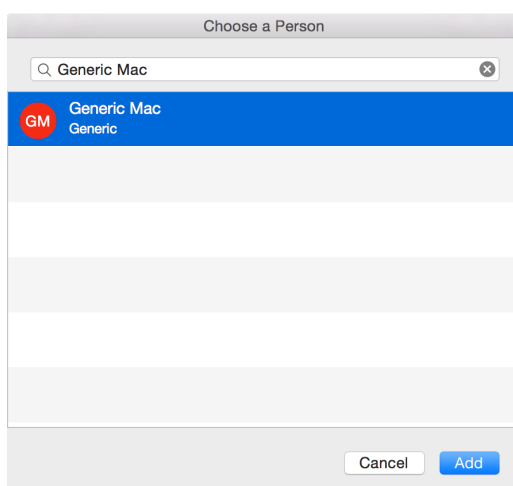 Choose a Person
Generic Mac
GM
Generic Mac
Generic
Cancel
Add